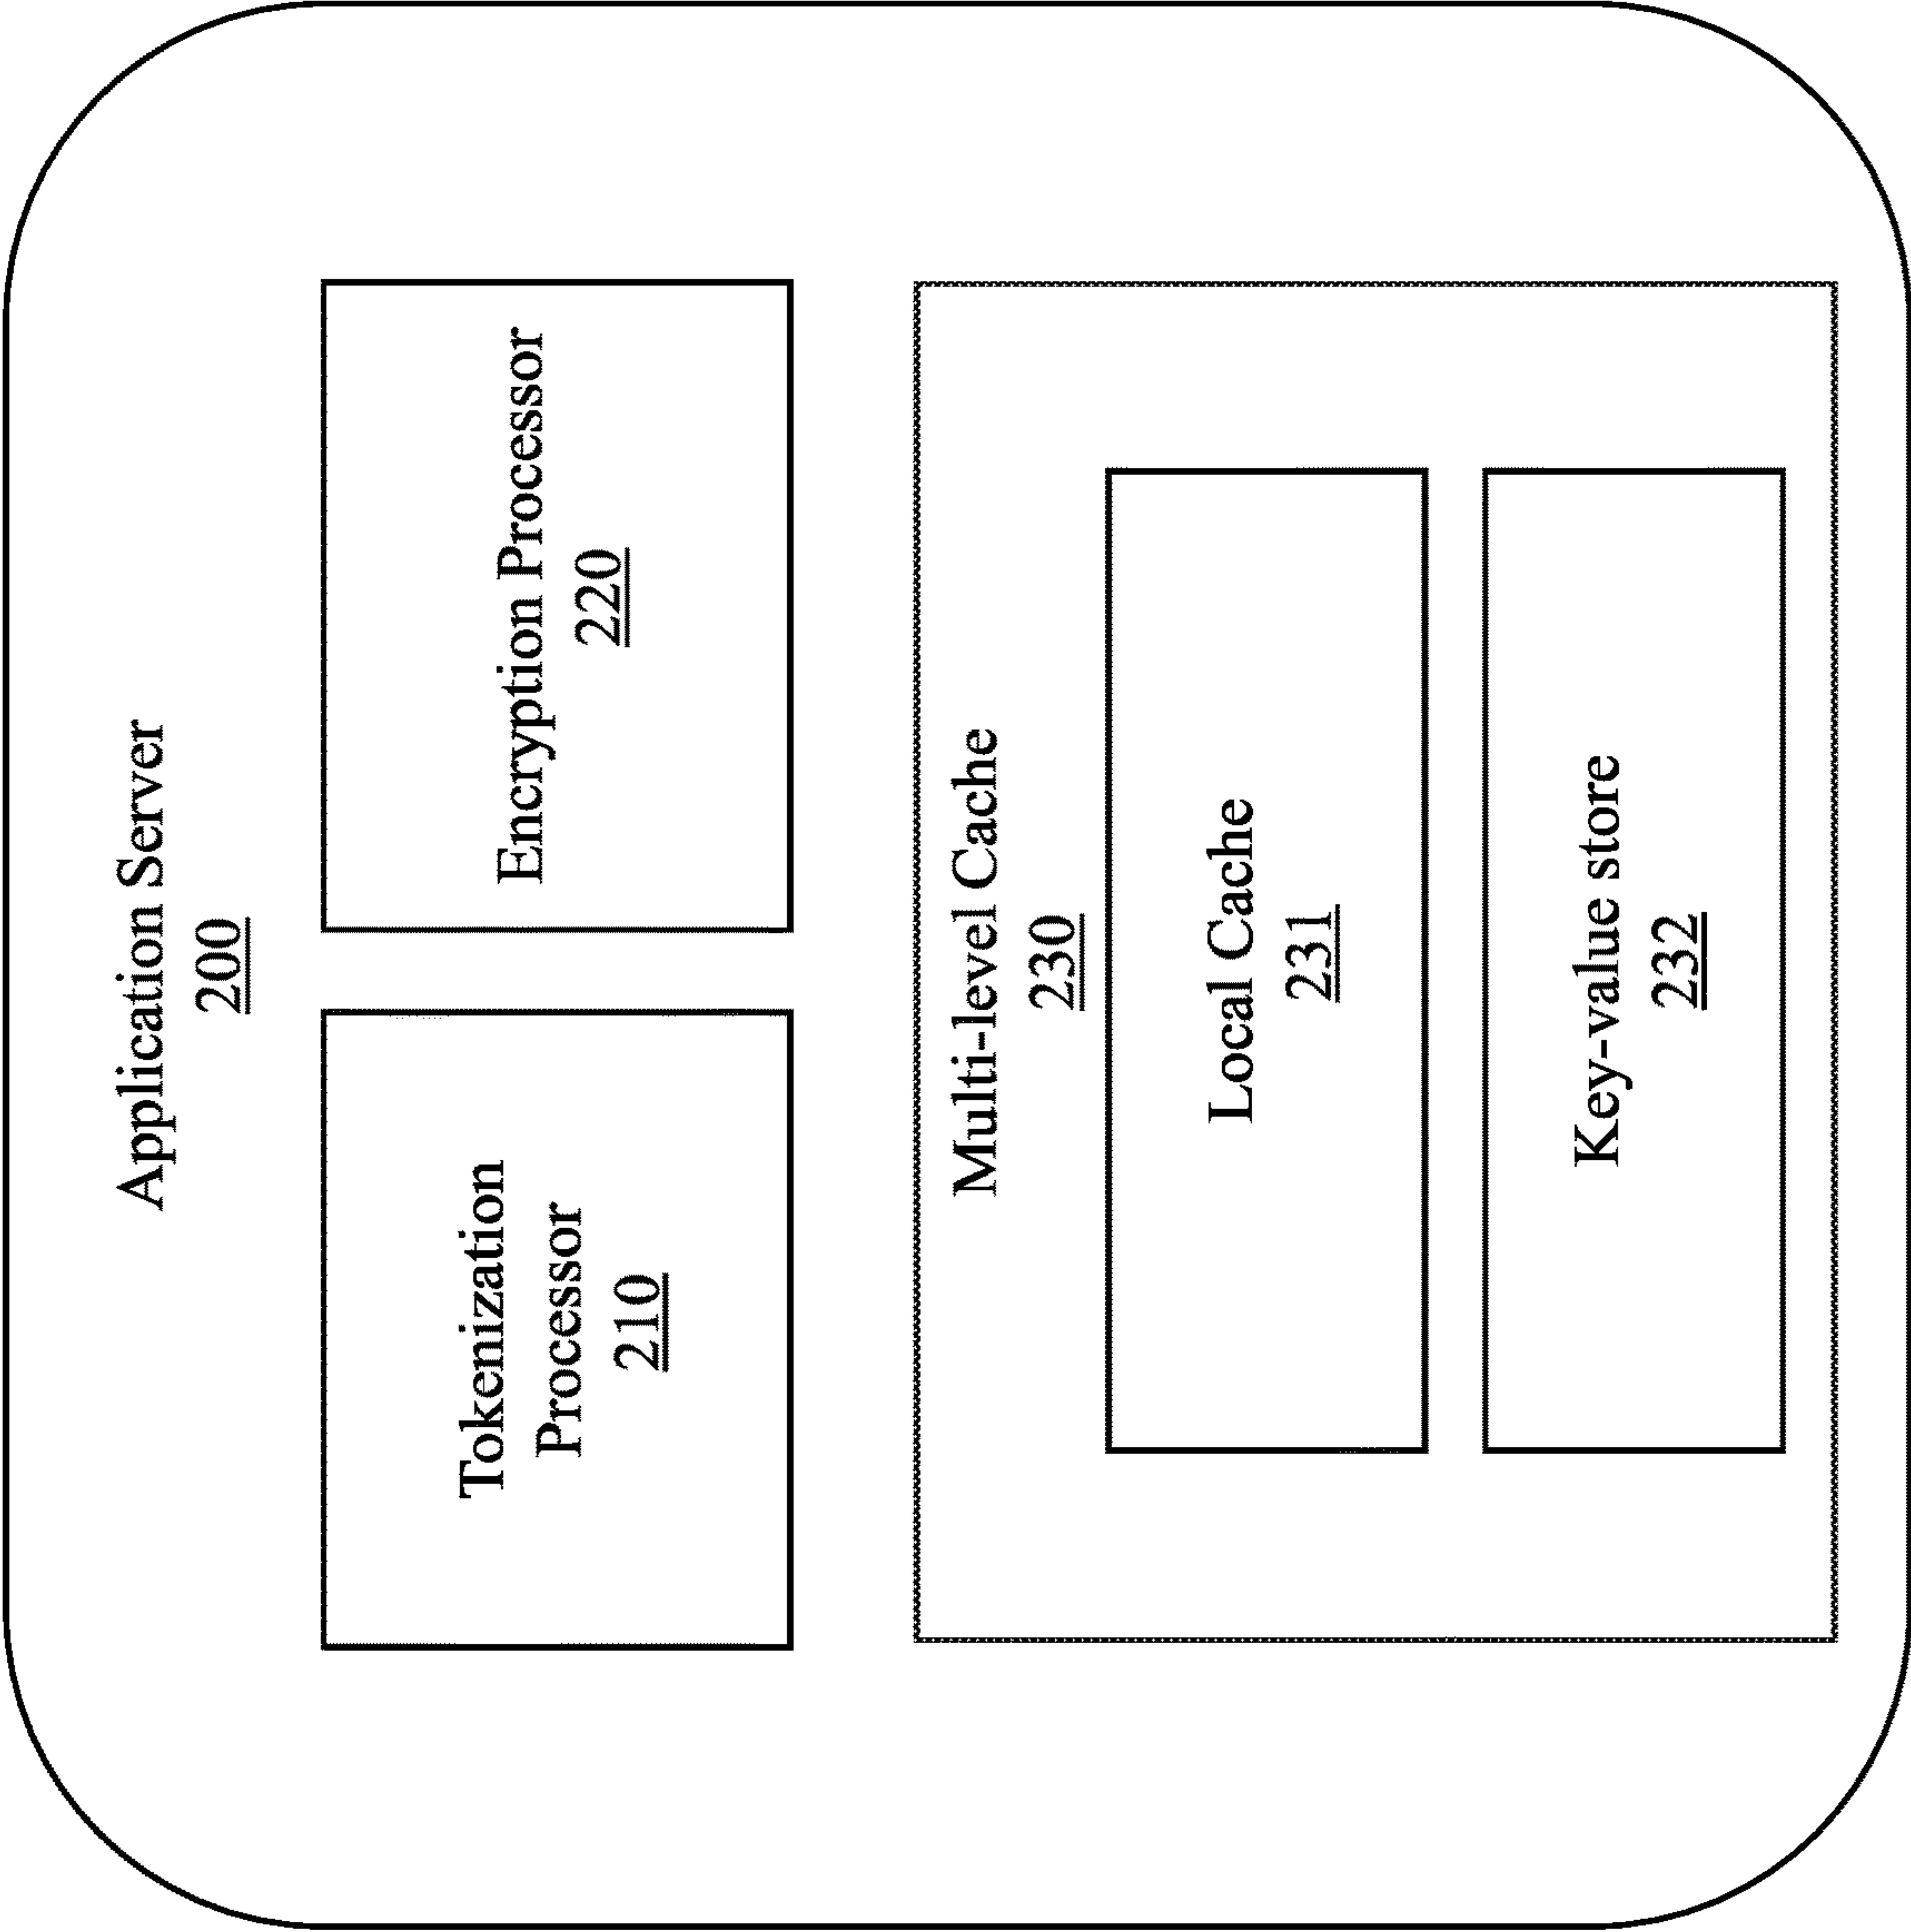 Application Server
200
Tokenization
Processor
210
Encryption Processor
220
Multi-level Cache
230
Local Cache
231
Key-value store
232